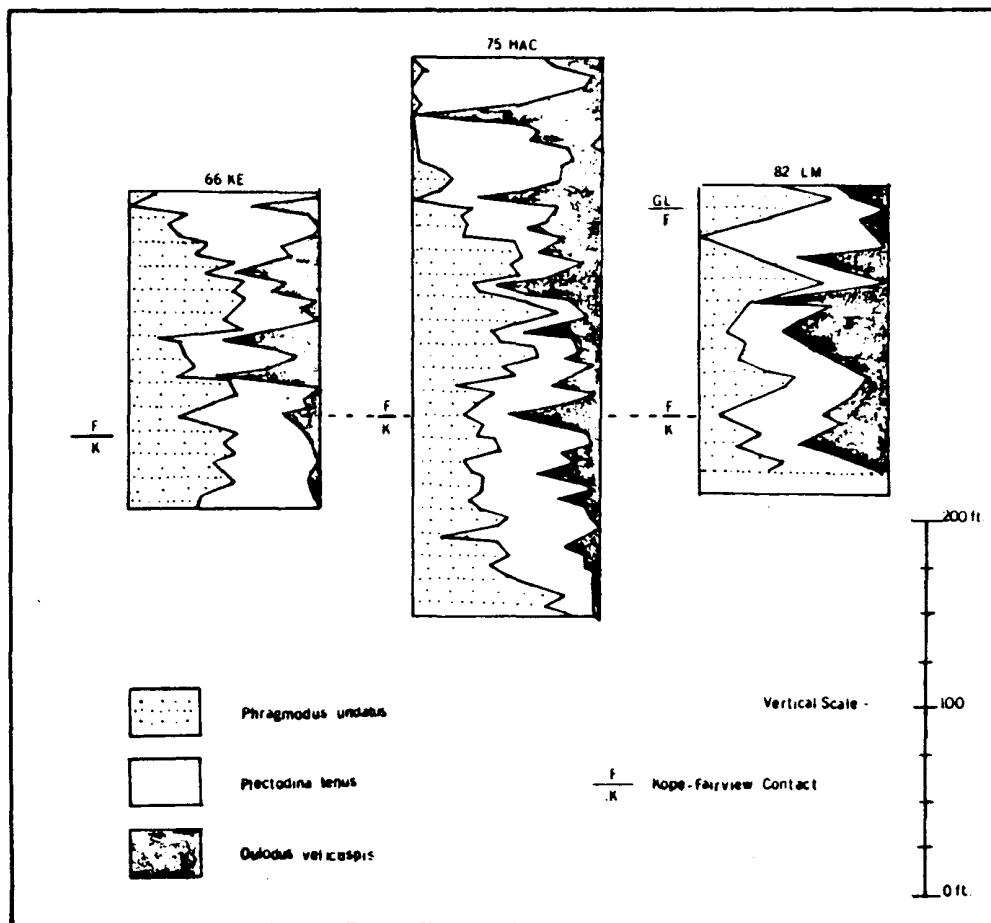 75 HAC
66 KE
82 LM
GL
F
F
K
F
K
F
K
200 ft.
Phragmodus undatus
Vertical Scale -
100
Plectodina tenus
F
K
Kope-Fairview Contact
Oulodus velicuspis
0 ft.